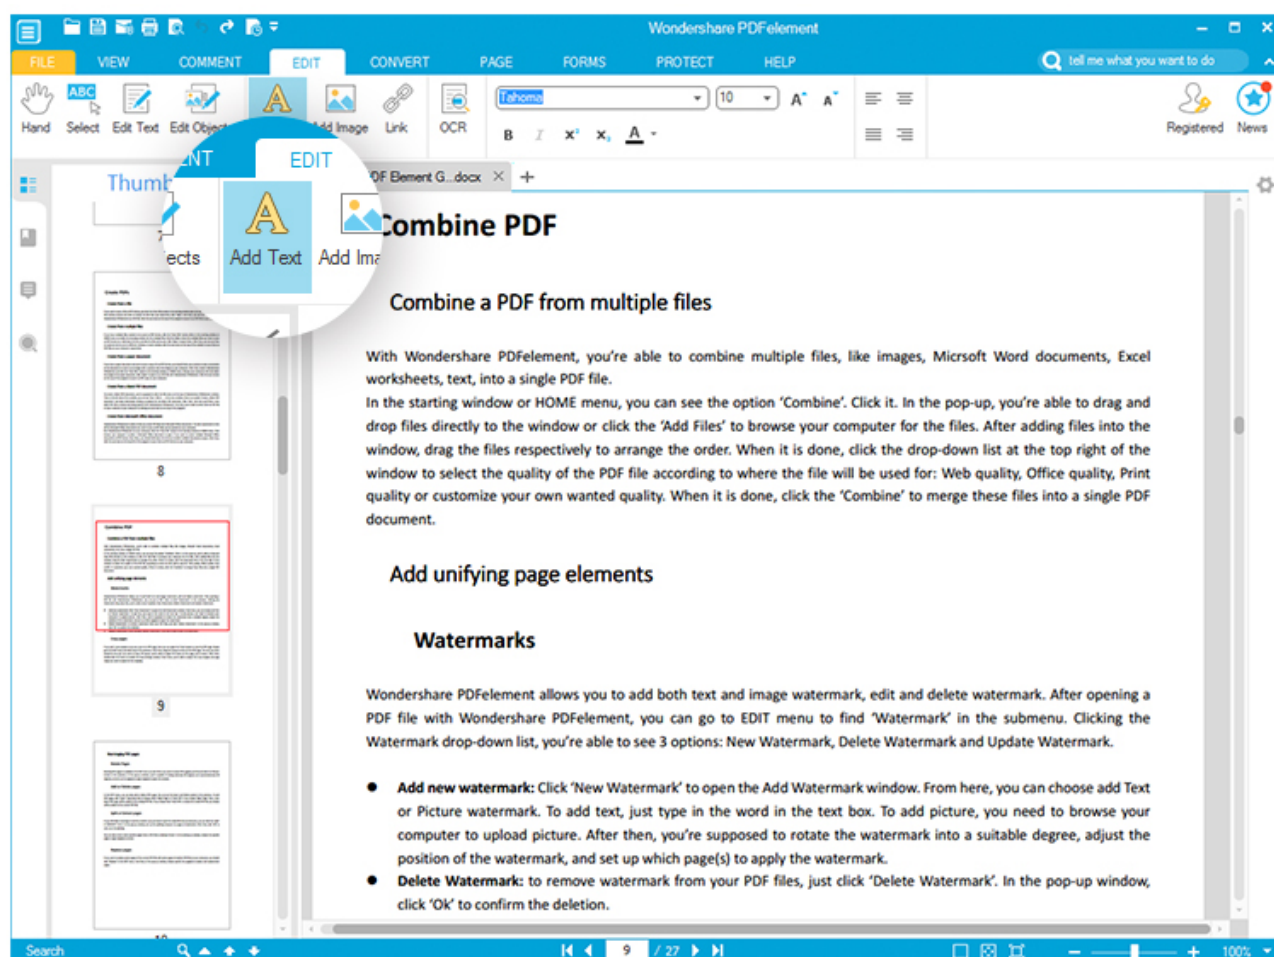 Wondershare PDFelement
FILE VIEW COMMENT EDIT CONVERT PAGE FORMS PROTECT HELP tell me what you want to do
Tahoma 10
Hand Select Edit Text Edit Objec Add Image Link OCR Registered News
B I X² X₂ A
ENT EDIT
Thumb DF Element G...docx
ects Add Text Add Ima
Combine PDF
Combine a PDF from multiple files
With Wondershare PDFelement, you're able to combine multiple files, like images, Micrsoft Word documents, Excel
worksheets, text, into a single PDF file.
In the starting window or HOME menu, you can see the option 'Combine'. Click it. In the pop-up, you're able to drag and
drop files directly to the window or click the 'Add Files' to browse your computer for the files. After adding files into the
window, drag the files respectively to arrange the order. When it is done, click the drop-down list at the top right of the
window to select the quality of the PDF file according to where the file will be used for: Web quality, Office quality, Print
quality or customize your own wanted quality. When it is done, click the 'Combine' to merge these files into a single PDF
document.
Add unifying page elements
Watermarks
Wondershare PDFelement allows you to add both text and image watermark, edit and delete watermark. After opening a
PDF file with Wondershare PDFelement, you can go to EDIT menu to find 'Watermark' in the submenu. Clicking the
Watermark drop-down list, you're able to see 3 options: New Watermark, Delete Watermark and Update Watermark.
● Add new watermark: Click 'New Watermark' to open the Add Watermark window. From here, you can choose add Text
or Picture watermark. To add text, just type in the word in the text box. To add picture, you need to browse your
computer to upload picture. After then, you're supposed to rotate the watermark into a suitable degree, adjust the
position of the watermark, and set up which page(s) to apply the watermark.
● Delete Watermark: to remove watermark from your PDF files, just click 'Delete Watermark'. In the pop-up window,
click 'Ok' to confirm the deletion.
8
9
10
Search 9 / 27 100%